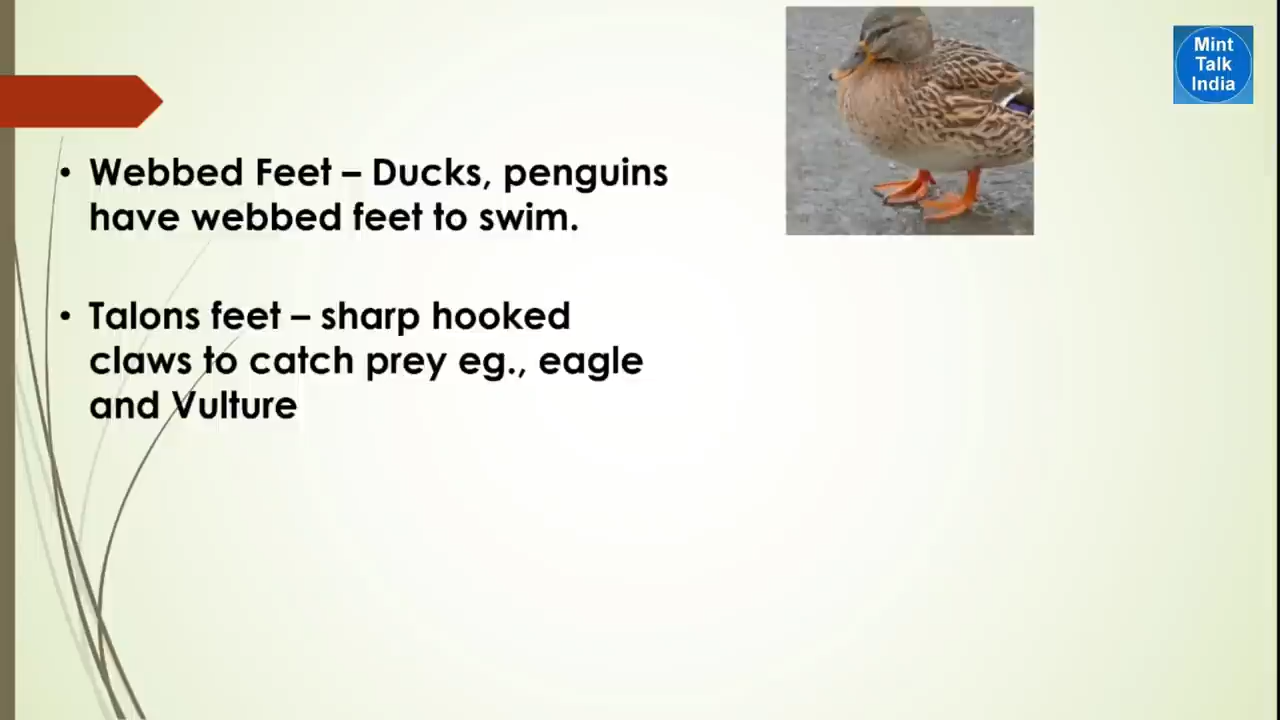 Mint
Talk
India
• Webbed Feet – Ducks, penguins
have webbed feet to swim.
• Talons feet – sharp hooked
claws to catch prey eg., eagle
and Vulture